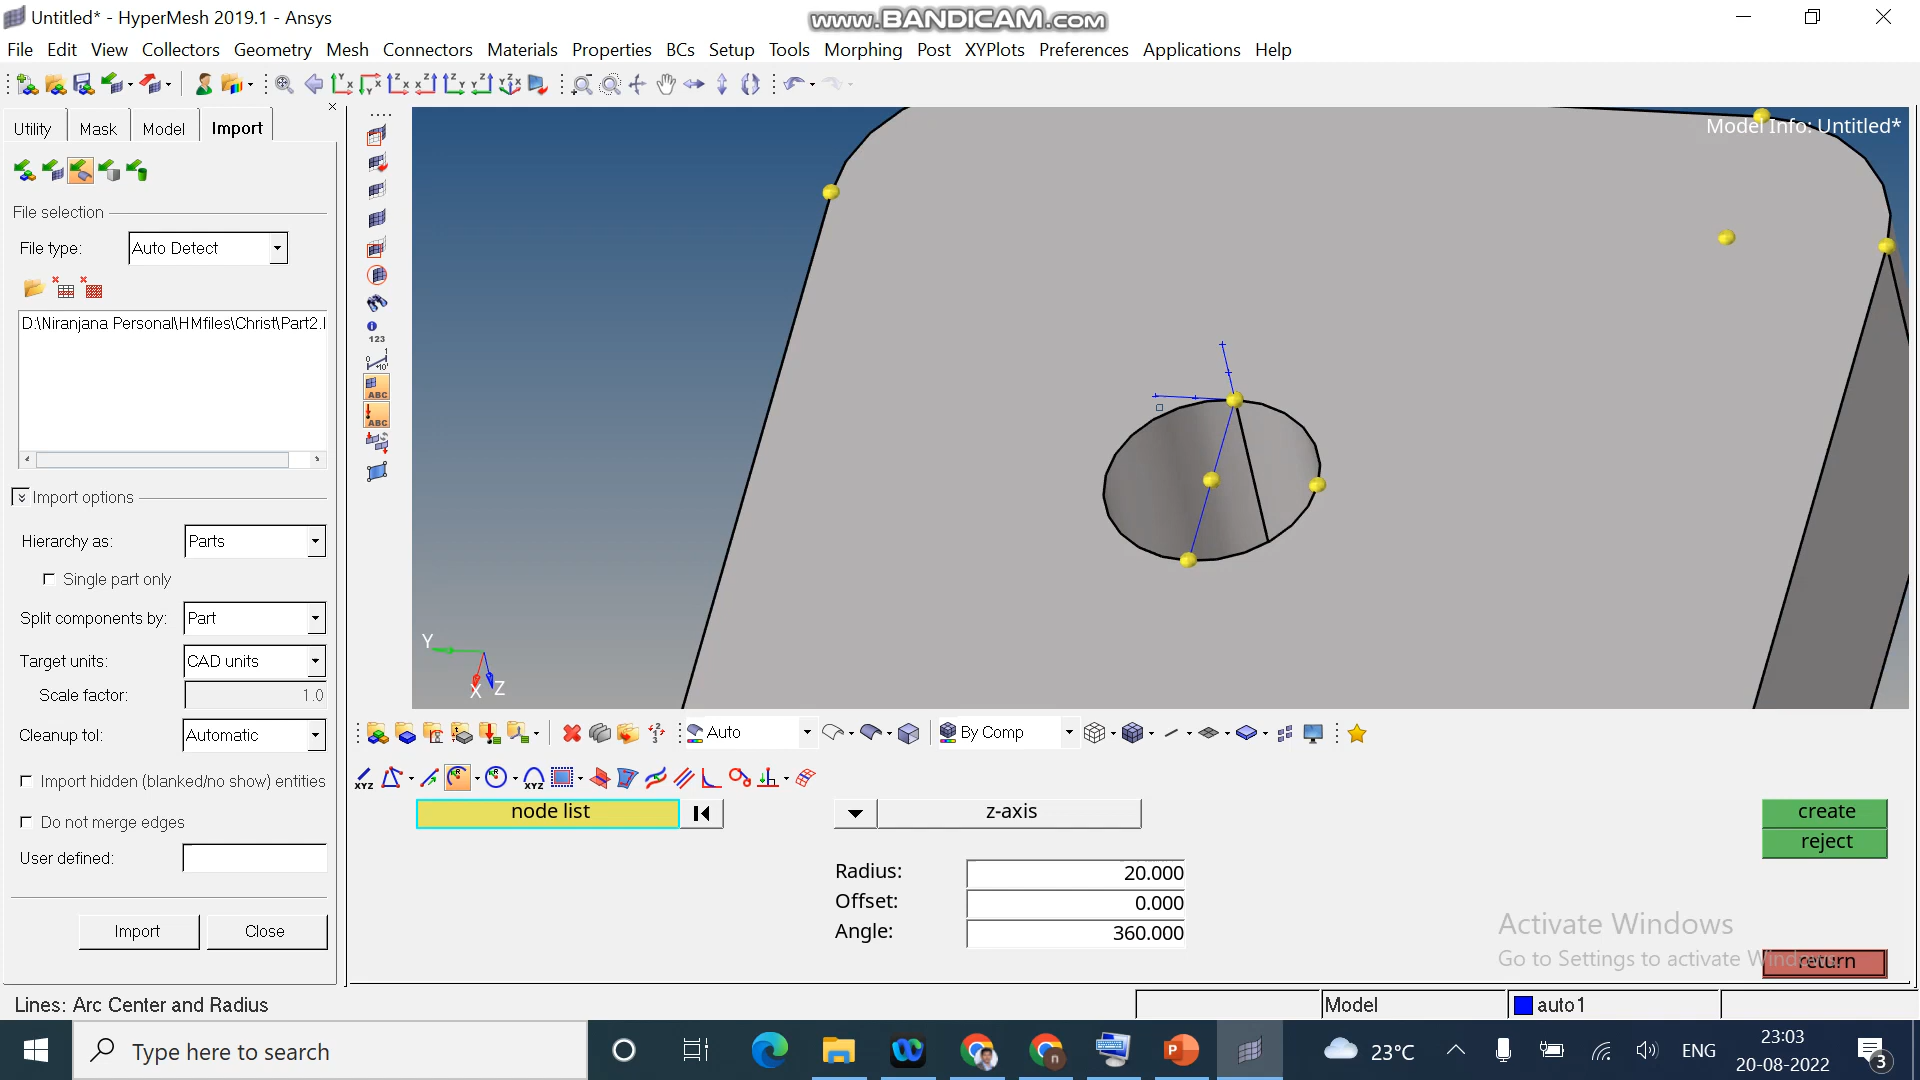 Untitled* - HyperMesh 2019.1 - Ansys
www.BANDICAM.com
File Edit View Collectors Geometry Mesh Connectors Materials Properties BCs Setup Tools Morphing Post XYPlots Preferences Applications Help
Utility Mask Model Import
Model Info: Untitled*
File selection
File type: Auto Detect
D:\Niranjana Personal\HMfiles\Christ\Part2.I
Import options
Hierarchy as: Parts
Single part only
Split components by: Part
Target units: CAD units
Scale factor: 1.0
Cleanup tol: Automatic
Import hidden (blanked/no show) entities
Do not merge edges
User defined:
Import Close
123
ABC
ABC
Y
X Z
Auto
By Comp
XYZ
XYZ
node list
z-axis
create
reject
Radius: 20.000
Offset: 0.000
Angle: 360.000
Activate Windows
Go to Settings to activate Windows.
return
Lines: Arc Center and Radius
Model
auto1
Type here to search
23°C
ENG
23:03
20-08-2022
3